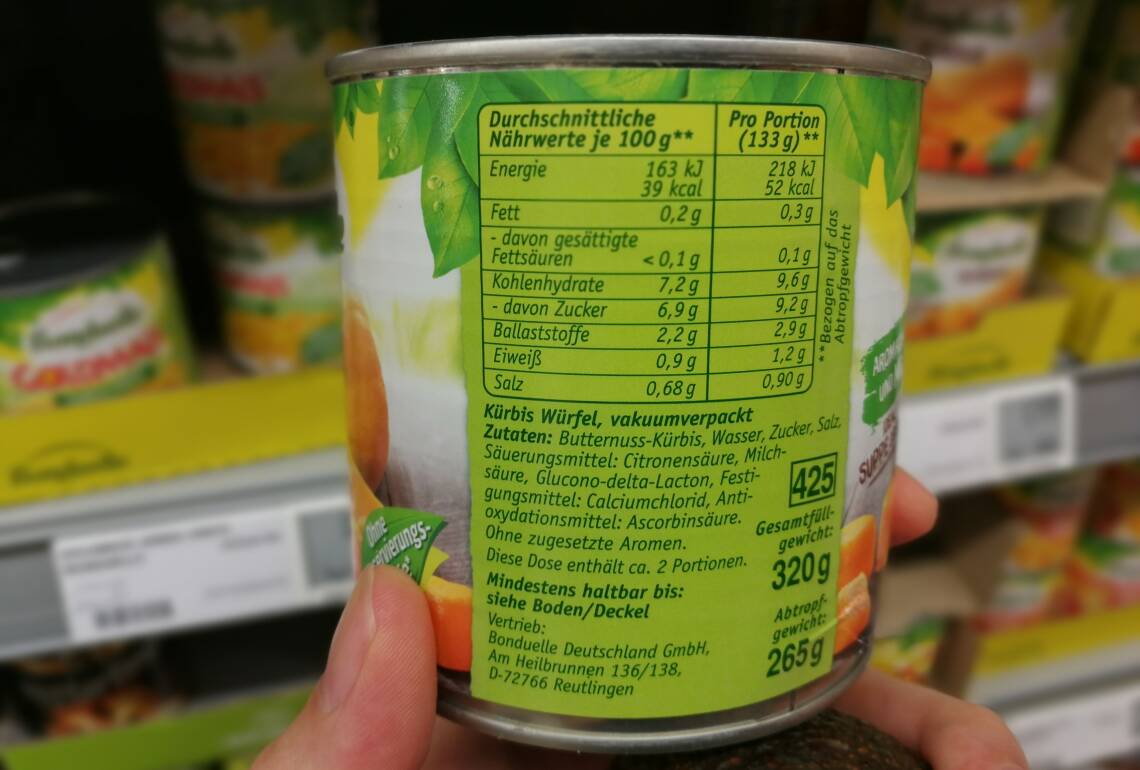 Durchschnittliche
Nährwerte je 100 g**
Pro Portion
(133 g)**
Energie 163 kJ 218 kJ
39 kcal 52 kcal
Fett 0,2 g 0,3 g
- davon gesättigte
Fettsäuren < 0,1 g 0,1 g
Kohlenhydrate 7,2 g 9,6 g
- davon Zucker 6,9 g 9,2 g
Ballaststoffe 2,2 g 2,9 g
Eiweiß 0,9 g 1,2 g
Salz 0,68 g 0,90 g
**Bezogen auf das
Abtropfgewicht
Kürbis Würfel, vakuumverpackt
Zutaten: Butternuss-Kürbis, Wasser, Zucker, Salz,
Säuerungsmittel: Citronensäure, Milch-
säure, Glucono-delta-Lacton, Festi-
gungsmittel: Calciumchlorid, Anti-
oxydationsmittel: Ascorbinsäure.
Ohne zugesetzte Aromen.
Diese Dose enthält ca. 2 Portionen.
Mindestens haltbar bis:
siehe Boden/Deckel
Vertrieb:
Bonduelle Deutschland GmbH,
Am Heilbrunnen 136/138,
D-72766 Reutlingen
425
Gesamtfüll-
gewicht:
320g
Abtropf-
gewicht:
265g
Ohne